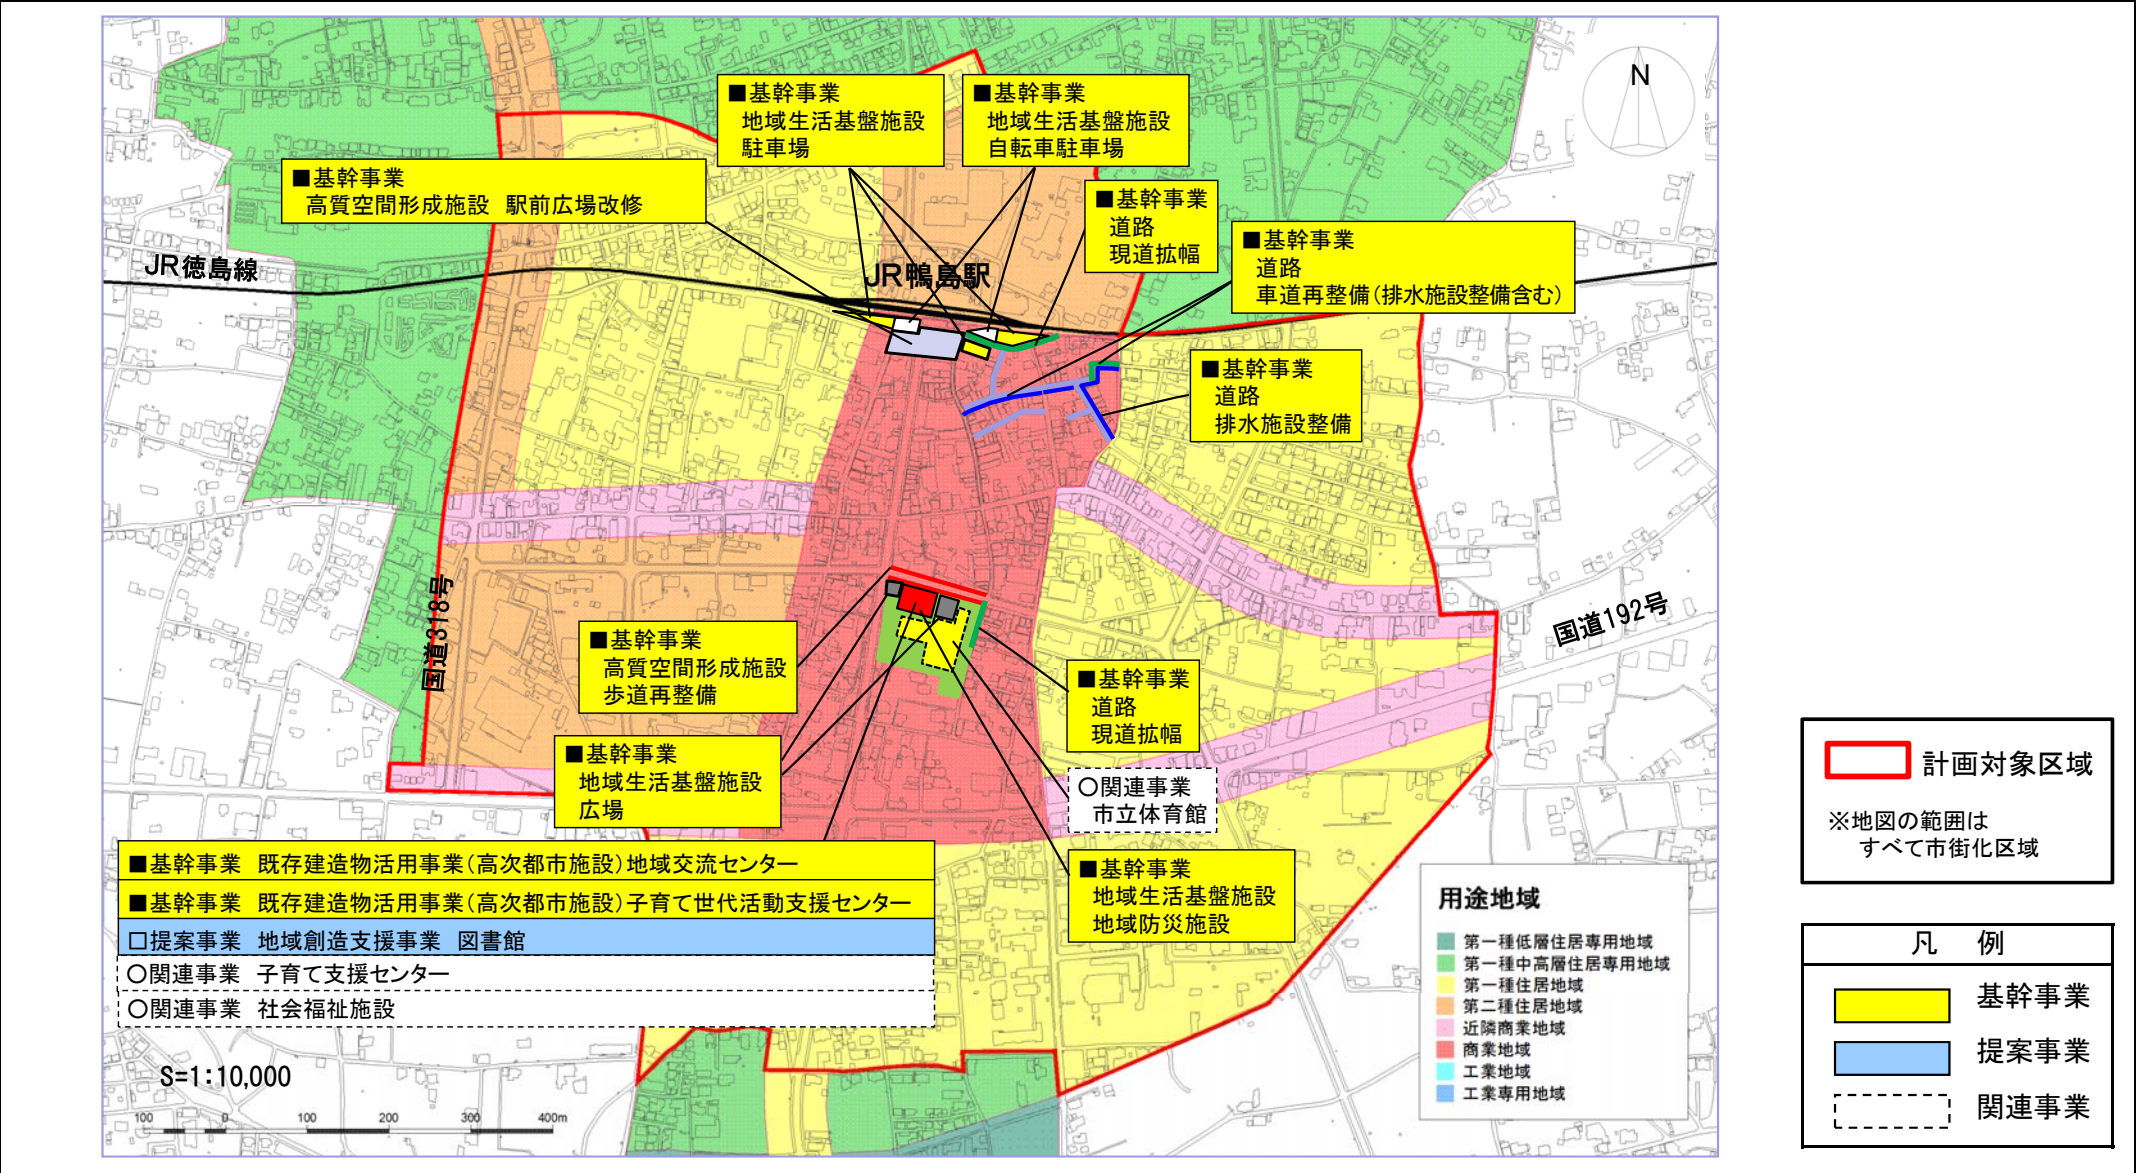 ■基幹事業
地域生活基盤施設
駐車場
■基幹事業
地域生活基盤施設
自転車駐車場
N
■基幹事業
高質空間形成施設　駅前広場改修
■基幹事業
道路
現道拡幅
■基幹事業
道路
車道再整備(排水施設整備含む)
JR徳島線
JR鴨島駅
■基幹事業
道路
排水施設整備
国道318号
国道192号
■基幹事業
高質空間形成施設
歩道再整備
■基幹事業
道路
現道拡幅
■基幹事業
地域生活基盤施設
広場
○関連事業
市立体育館
■基幹事業
地域生活基盤施設
地域防災施設
■基幹事業　既存建造物活用事業(高次都市施設)地域交流センター
■基幹事業　既存建造物活用事業(高次都市施設)子育て世代活動支援センター
□提案事業　地域創造支援事業　図書館
○関連事業　子育て支援センター
○関連事業　社会福祉施設
S=1:10,000
100 0 100 200 300 400m
用途地域
第一種低層住居専用地域
第一種中高層住居専用地域
第一種住居地域
第二種住居地域
近隣商業地域
商業地域
工業地域
工業専用地域
計画対象区域
※地図の範囲は
すべて市街化区域
凡　例
基幹事業
提案事業
関連事業